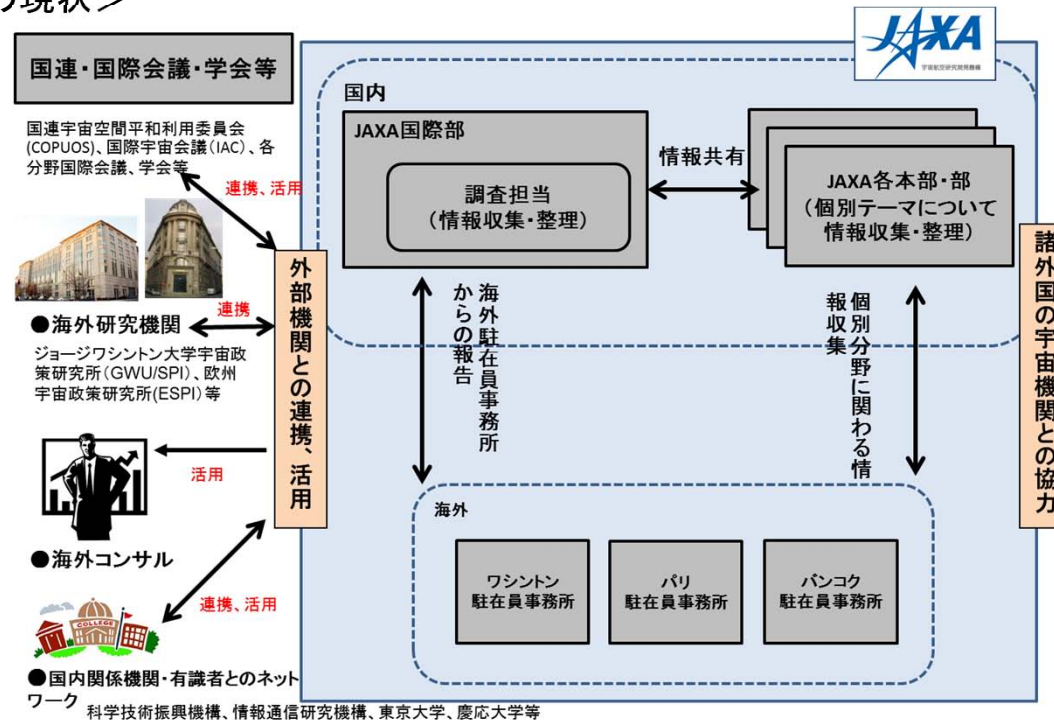 の現状＞
国連・国際会議・学会等
国連宇宙空間平和利用委員会
(COPUOS)、国際宇宙会議(IAC)、各
分野国際会議、学会等
連携、活用
●海外研究機関
連携
ジョージワシントン大学宇宙政
策研究所(GWU/SPI)、欧州
宇宙政策研究所(ESPI)等
活用
●海外コンサル
連携、活用
COLLEGE
●国内関係機関・有識者とのネット
ワーク
科学技術振興機構、情報通信研究機構、東京大学、慶応大学等
外部機関との連携、活用
JAXA
宇宙航空研究開発機構
国内
JAXA国際部
調査担当
(情報収集・整理)
情報共有
JAXA各本部・部
(個別テーマについて
情報収集・整理)
海外駐在員事務所
からの報告
個別分野に関わる情
報収集
海外
ワシントン
駐在員事務所
パリ
駐在員事務所
バンコク
駐在員事務所
諸外国の宇宙機関との協力